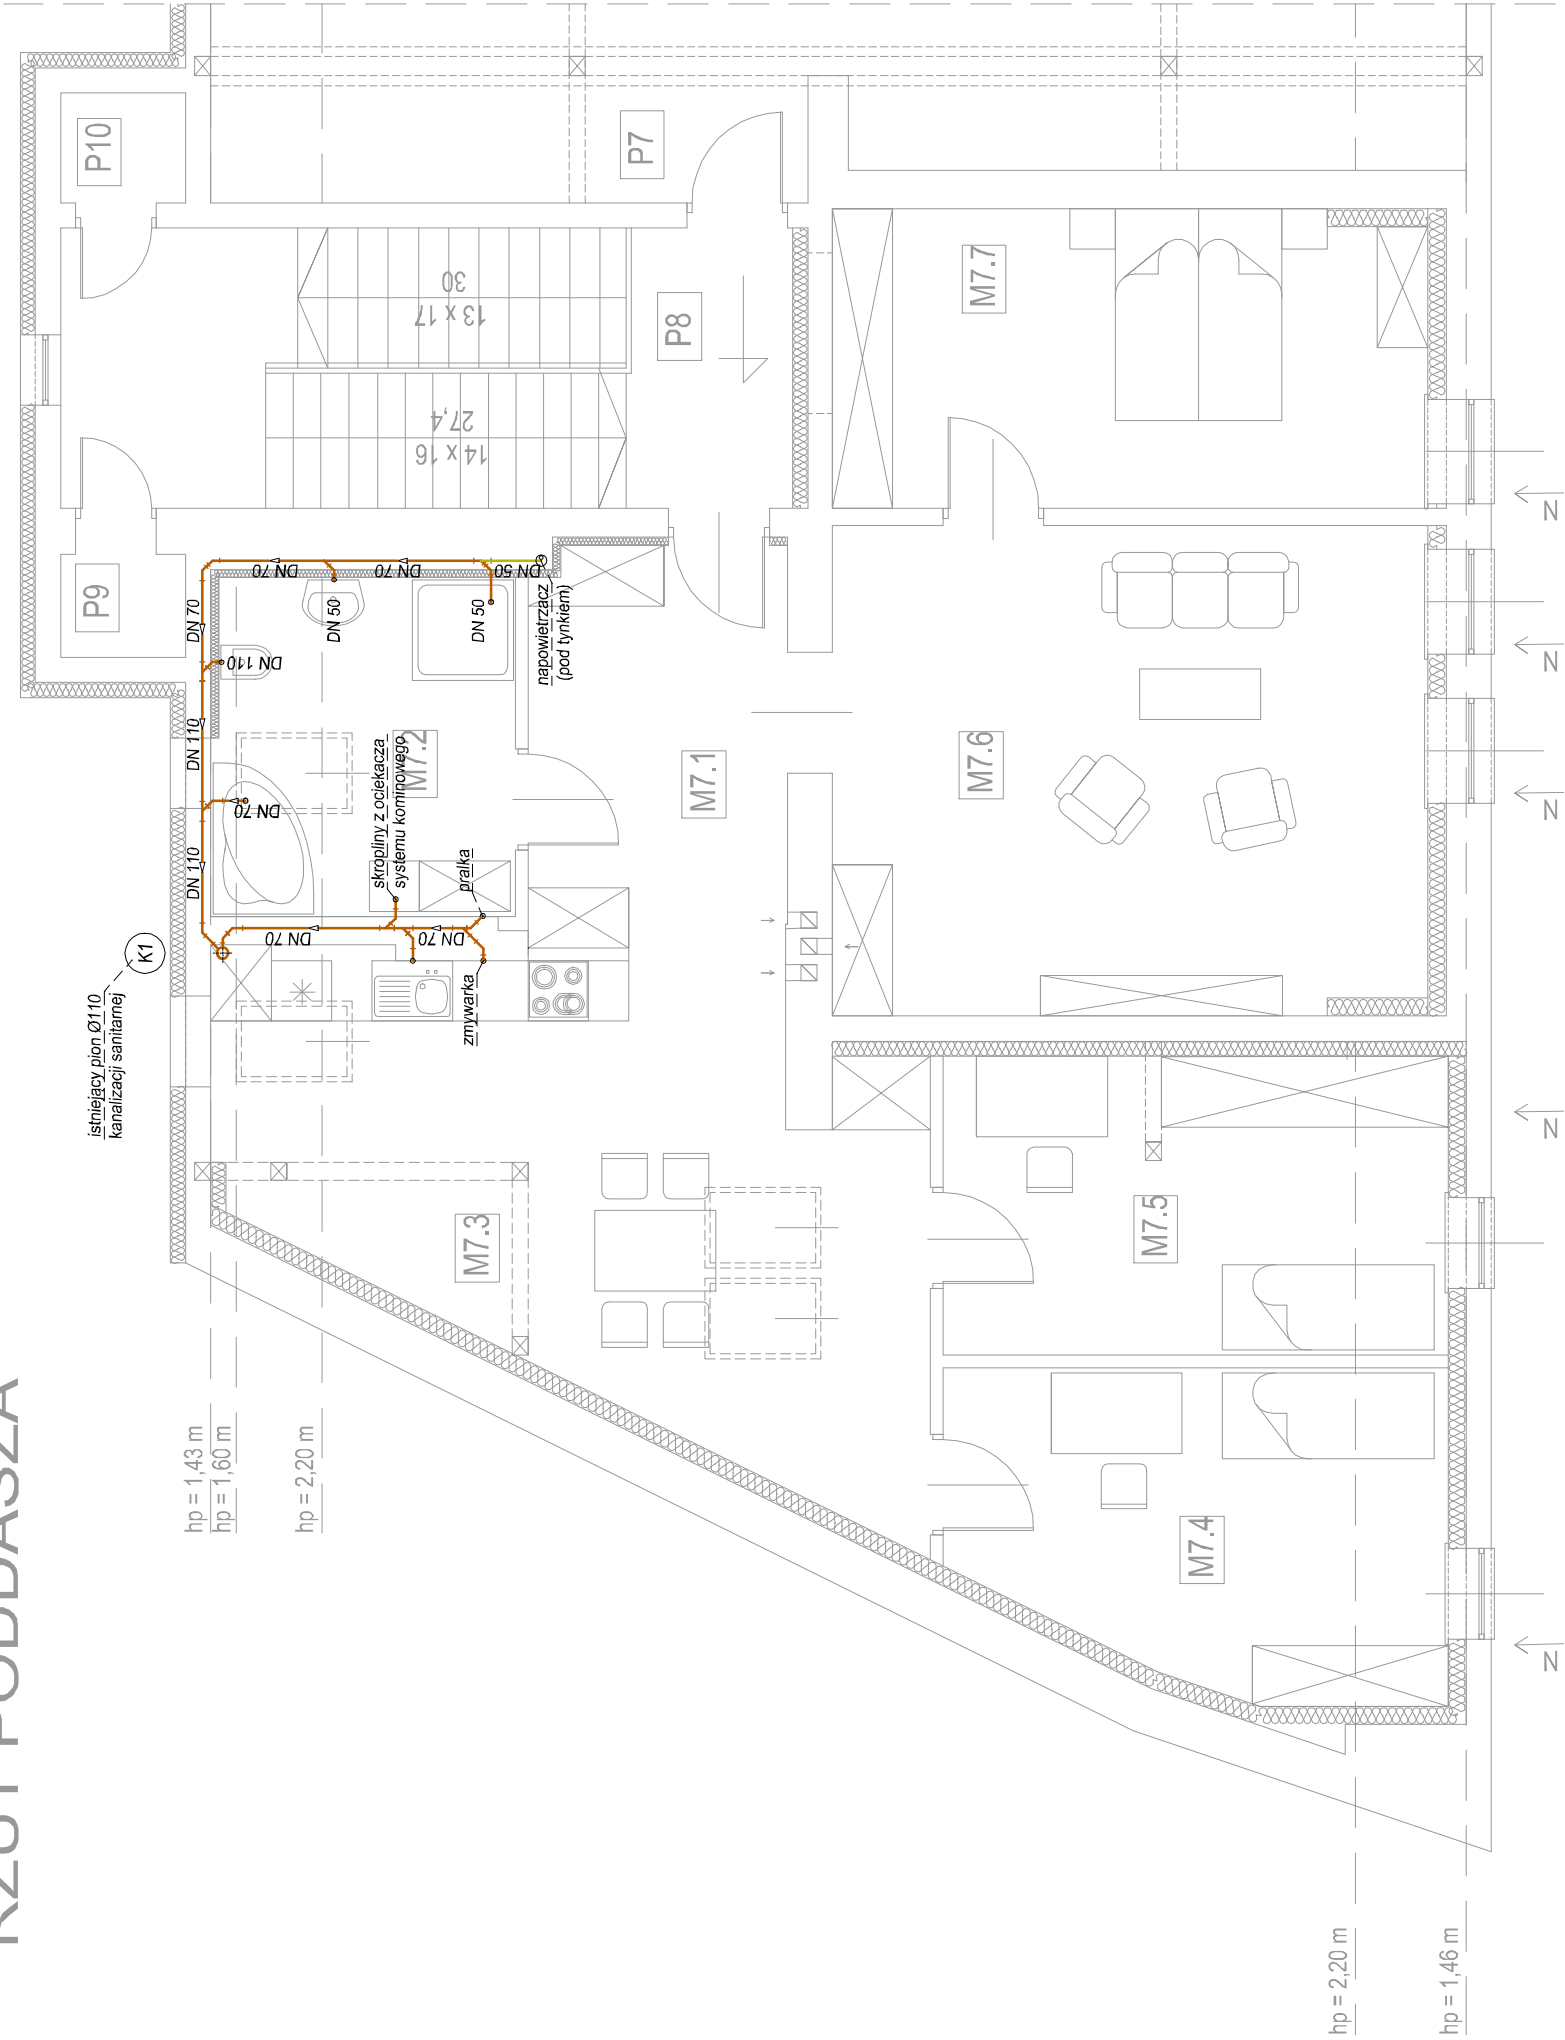 RZUT PODDASZA
istniejący pion Ø110
kanalizacji sanitarnej
K1
hp = 1,43 m
hp = 1,60 m
hp = 2,20 m
P9
P10
DN 70
DN 110
DN 110
DN 110
DN 70
DN 70
DN 70
DN 50
DN 50
DN 50
DN 70
DN 70
napowietrzacz
(pod tynkiem)
skropliny z ociekacza
systemu kominowego
pralka
zmywarka
14 x 16
27,4
13 x 17
30
P7
P8
M7.1
M7.2
M7.3
M7.4
M7.5
M7.6
M7.7
N
N
N
N
N
hp = 2,20 m
hp = 1,46 m